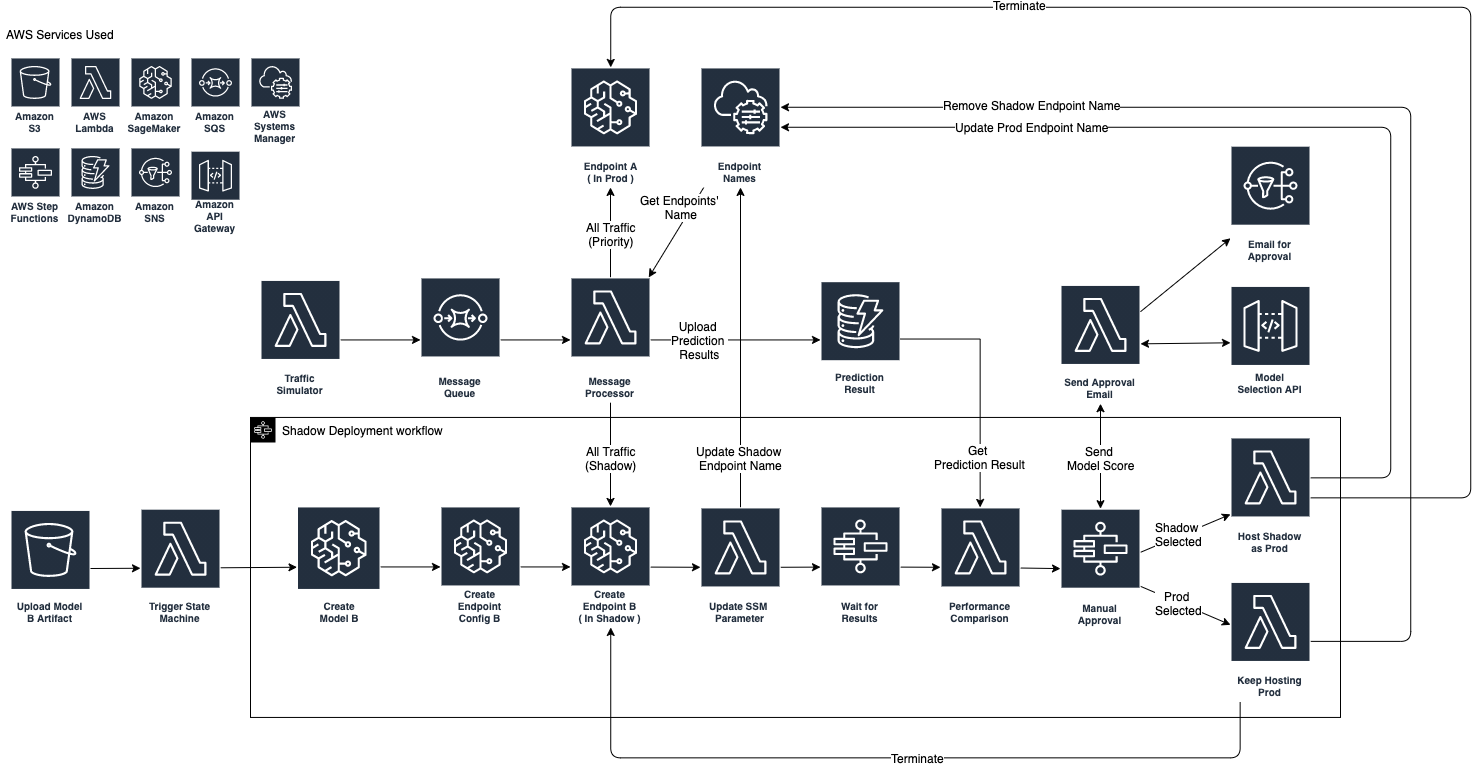 Terminate
AWS Services Used
Amazon
S3
AWS
Lambda
Amazon
SageMaker
Amazon
SQS
AWS
Systems
Manager
AWS Step
Functions
Amazon
DynamoDB
Amazon
SNS
Amazon
API
Gateway
Endpoint A
( In Prod )
Endpoint
Names
Remove Shadow Endpoint Name
Update Prod Endpoint Name
Get Endpoints'
Name
All Traffic
(Priority)
Email for
Approval
Traffic
Simulator
Message
Queue
Message
Processor
Upload
Prediction
Results
Prediction
Result
Send Approval
Email
Model
Selection API
Shadow Deployment workflow
All Traffic
(Shadow)
Update Shadow
Endpoint Name
Get
Prediction Result
Send
Model Score
Upload Model
B Artifact
Trigger State
Machine
Create
Model B
Create
Endpoint
Config B
Create
Endpoint B
( In Shadow )
Update SSM
Parameter
Wait for
Results
Performance
Comparison
Manual
Approval
Shadow
Selected
Host Shadow
as Prod
Prod
Selected
Keep Hosting
Prod
Terminate